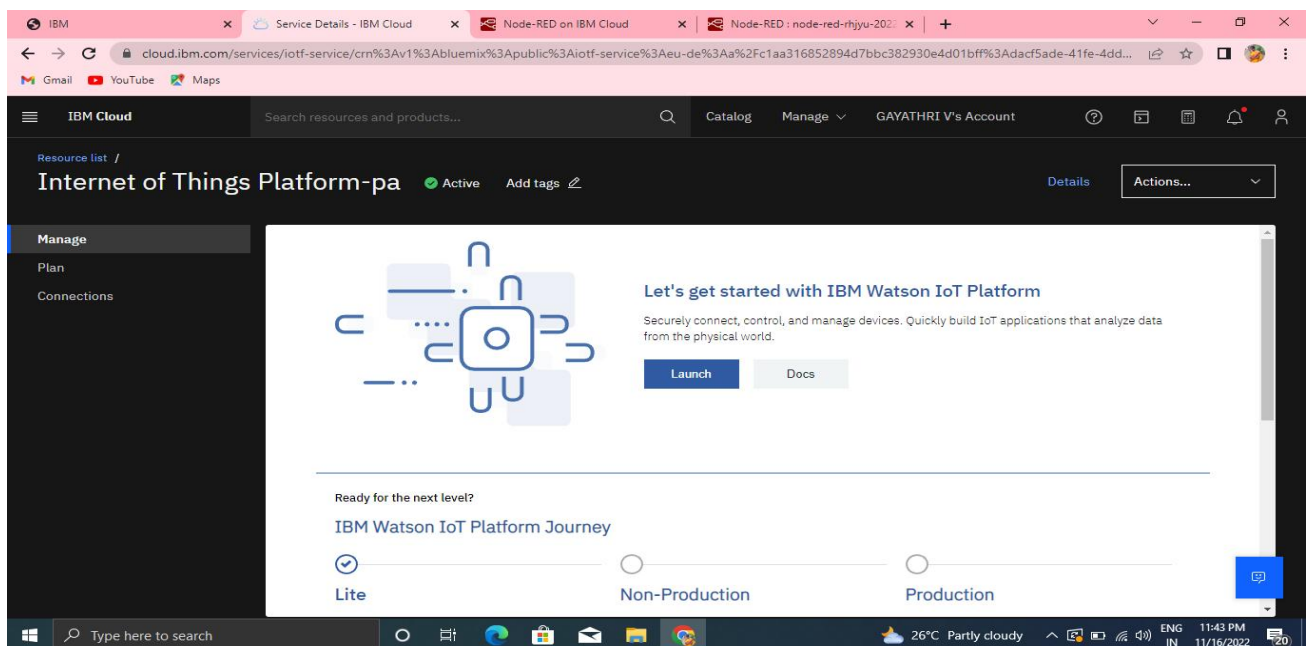 IBM
Service Details - IBM Cloud
Node-RED on IBM Cloud
Node-RED : node-red-rhjyu-202
cloud.ibm.com/services/iotf-service/crn%3Av1%3Abluemix%3Apublic%3Aiotf-service%3Aeu-de%3Aa%2Fc1aa316852894d7bbc382930e4d01bff%3Adacf5ade-41fe-4dd...
Gmail YouTube Maps
IBM Cloud Search resources and products... Catalog Manage GAYATHRI V's Account
Resource list /
Internet of Things Platform-pa Active Add tags Details Actions...
Manage
Plan
Connections
Let's get started with IBM Watson IoT Platform
Securely connect, control, and manage devices. Quickly build IoT applications that analyze data
from the physical world.
Launch Docs
Ready for the next level?
IBM Watson IoT Platform Journey
Lite Non-Production Production
Type here to search
26°C Partly cloudy
ENG 11:43 PM
IN 11/16/2022
20